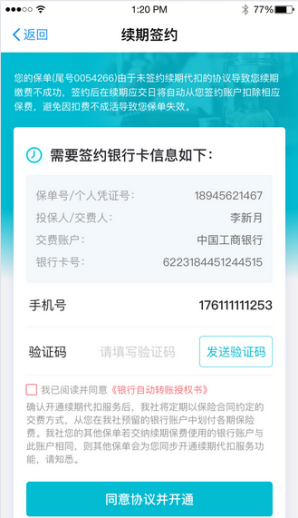 1:20 PM
77%
返回
续期签约
您的保单(尾号0054266)由于未签约续期代扣的协议导致您续期
缴费不成功，签约后在续期应交日将自动从您签约账户扣除相应
保费，避免因扣费不成活导致您保单失效。
需要签约银行卡信息如下：
保单号/个人凭证号： 18945621467
投保人/交费人： 李新月
交费账户： 中国工商银行
银行卡号： 6223184451244515
手机号 176111111253
验证码 请填写验证码 发送验证码
我已阅读并同意《银行自动转账授权书》
确认开通续期代扣服务后，我社将定期以保险合同约定的
交费方式，从您在我社预留的银行账户中划付各期保险
费。我社您的其他保单若交纳续期保费使用的银行账户与
此账户相同，则其他保单会为您同步开通续期代扣服务功
能，请知悉。
同意协议并开通